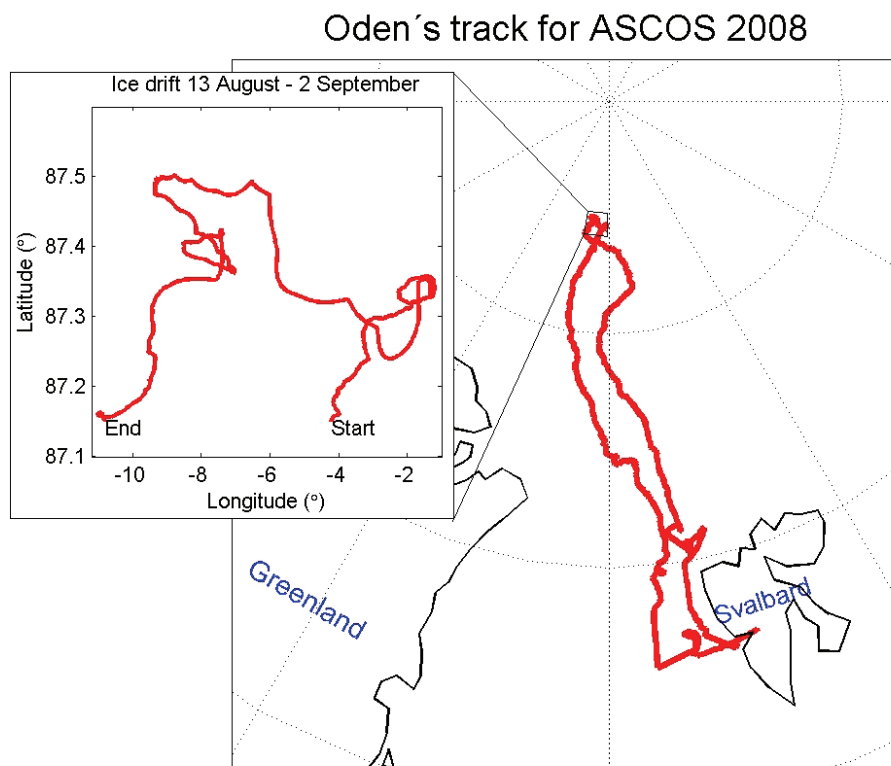 Oden´s track for ASCOS 2008
Ice drift 13 August - 2 September
87.5
87.4
87.3
87.2
87.1
Latitude (°)
End
Start
-10
-8
-6
-4
-2
Longitude (°)
Greenland
Svalbard